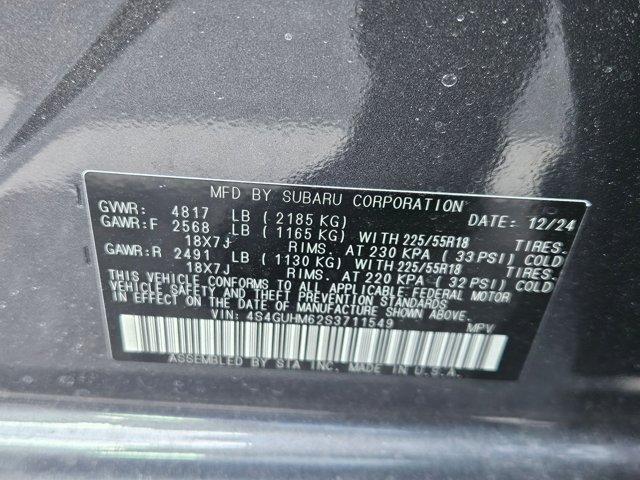 MFD BY SUBARU CORPORATION
GVWR: 4817 LB ( 2185 KG) DATE: 12/24
GAWR:F 2568 LB ( 1165 KG) WITH 225/55R18 TIRES.
18X7J RIMS. AT 230 KPA ( 33 PSI) COLD
GAWR:R 2491 LB ( 1130 KG) WITH 225/55R18 TIRES.
18X7J RIMS. AT 220 KPA ( 32 PSI) COLD
THIS VEHICLE CONFORMS TO ALL APPLICABLE FEDERAL MOTOR
VEHICLE SAFETY AND THEFT PREVENTION STANDARDS IN EFFECT
ON THE DATE OF MANUFACTURE SHOWN ABOVE.
VIN: 4S4GUHM62S3711549 MPV
ASSEMBLED BY SIA INC. MADE IN U.S.A.